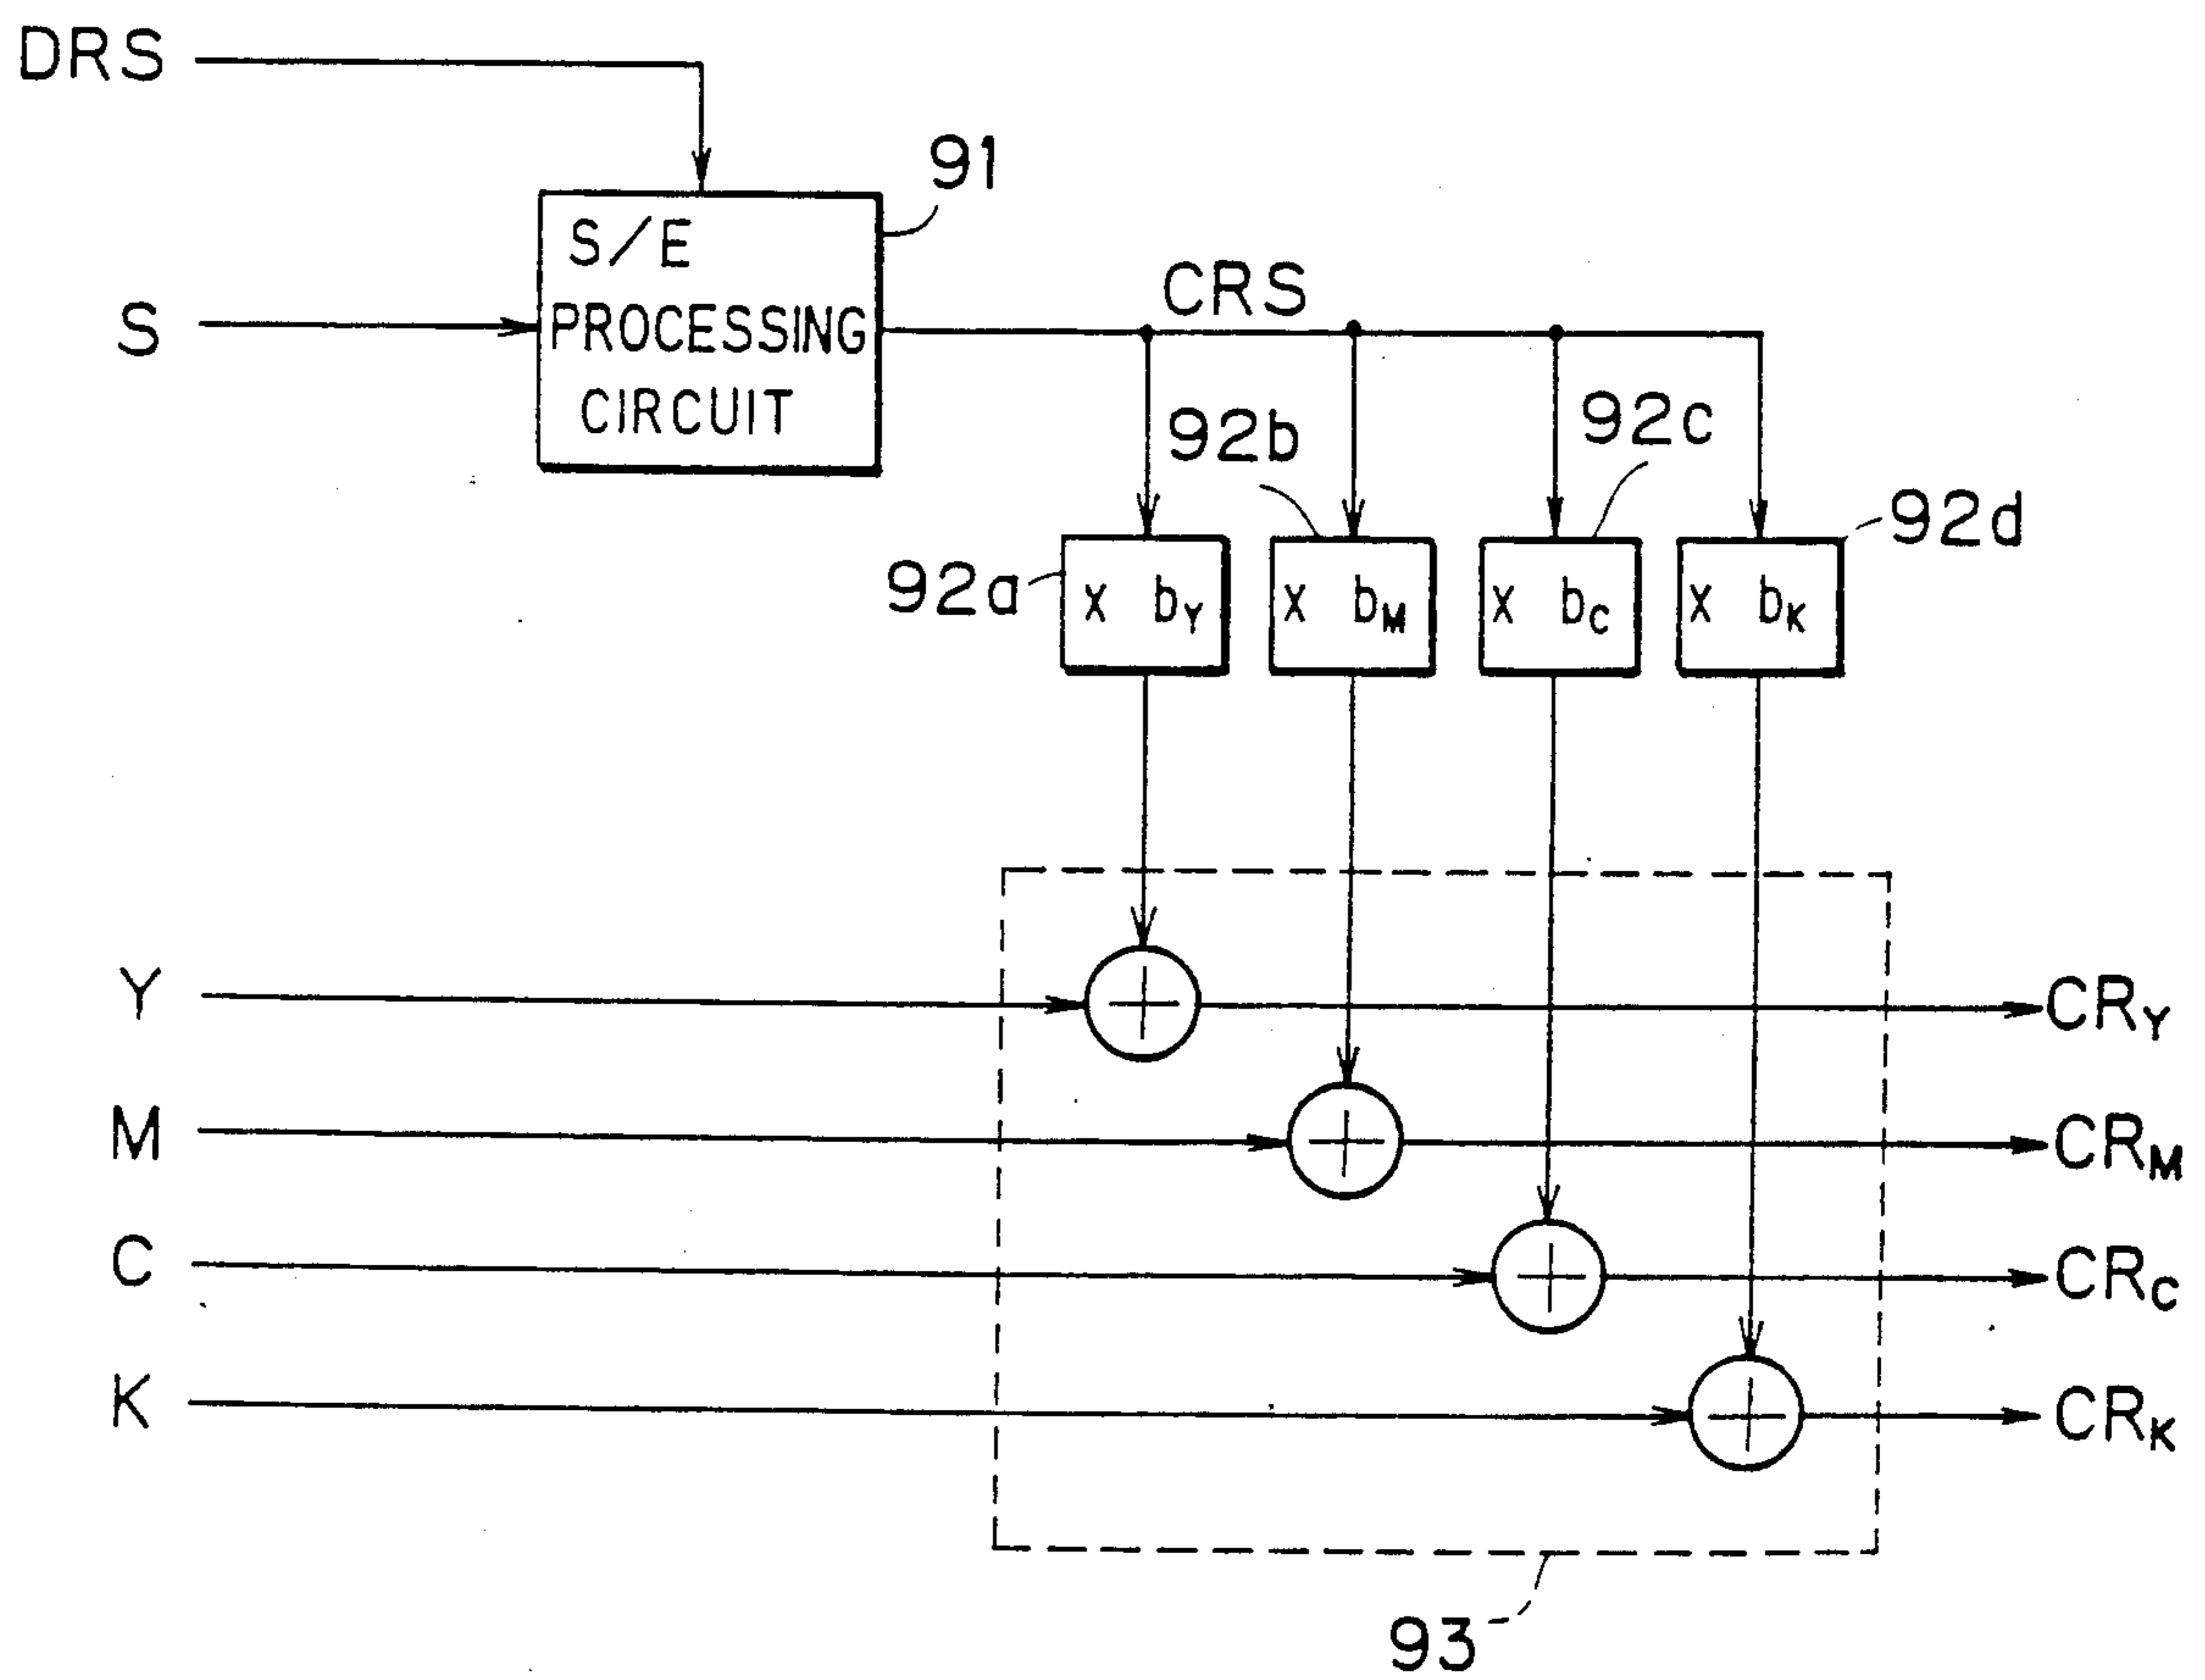 DRS
91
S/E
PROCESSING
CIRCUIT
S
CRS
92b
92c
92d
92a
X bY
X bM
X bC
X bK
Y
CRY
M
CRM
C
CRC
K
CRK
93